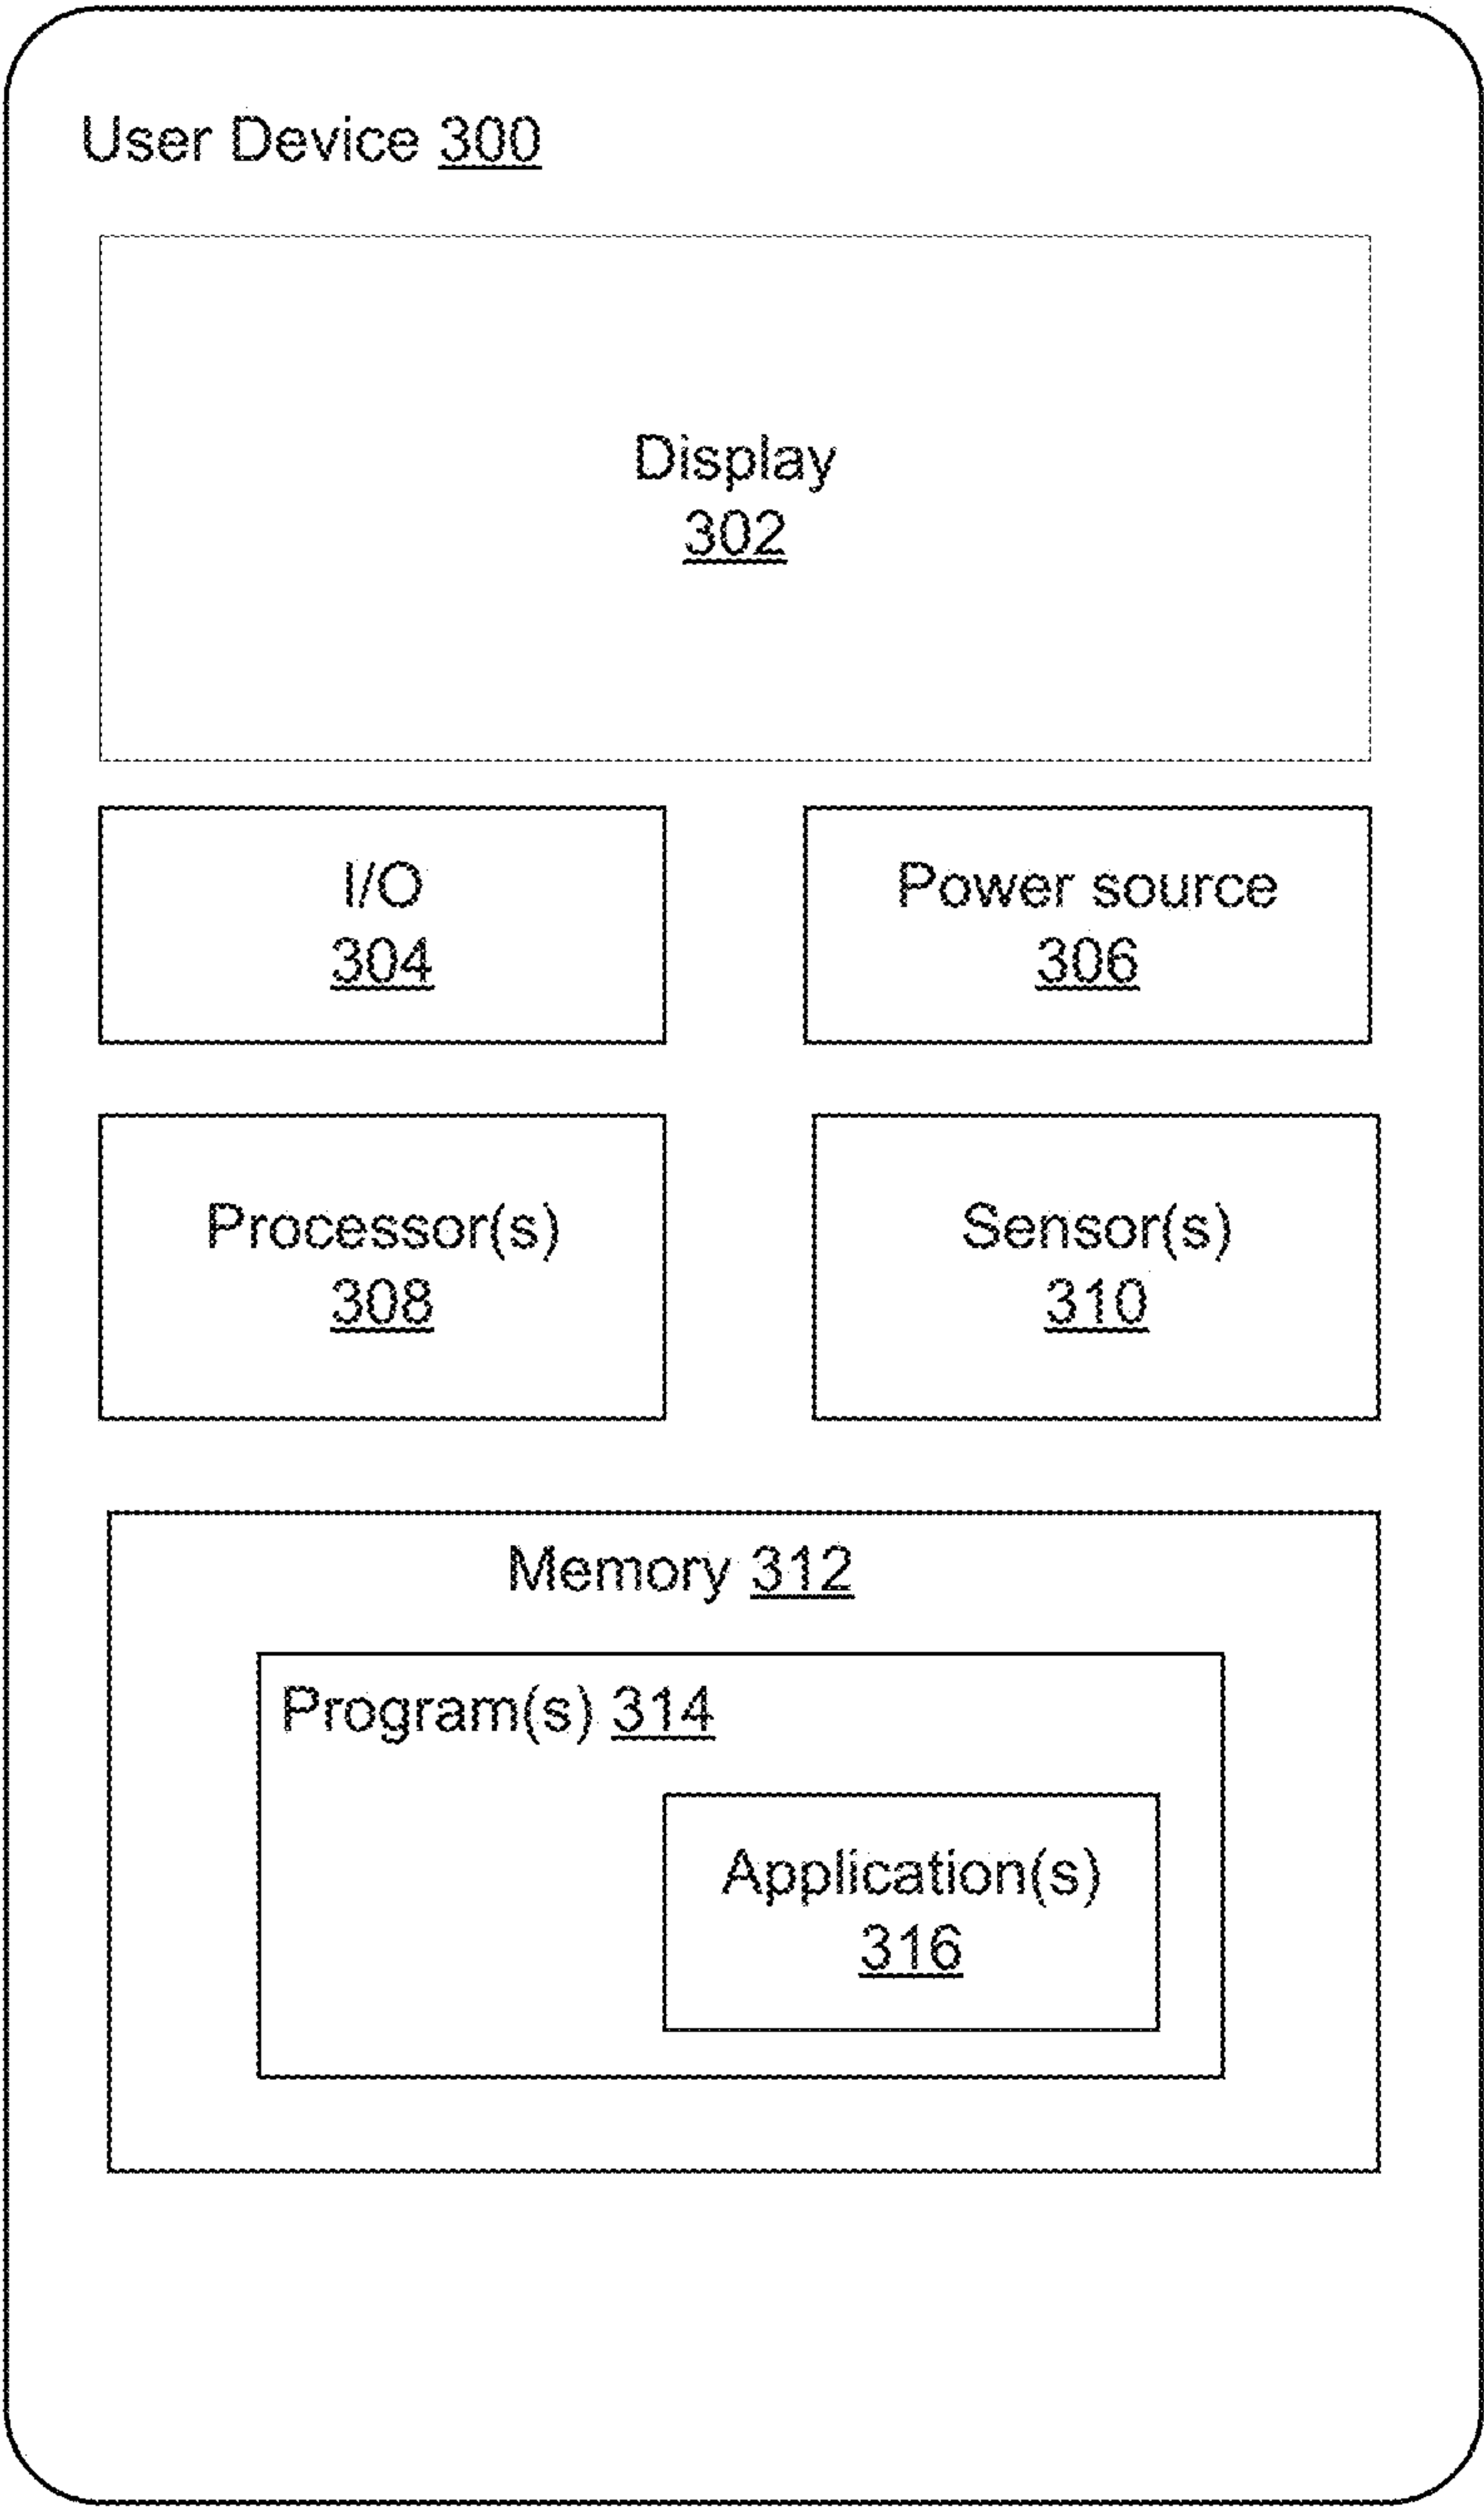 User Device 300
Display
302
I/O
304
Power source
306
Processor(s)
308
Sensor(s)
310
Memory 312
Program(s) 314
Application(s)
316